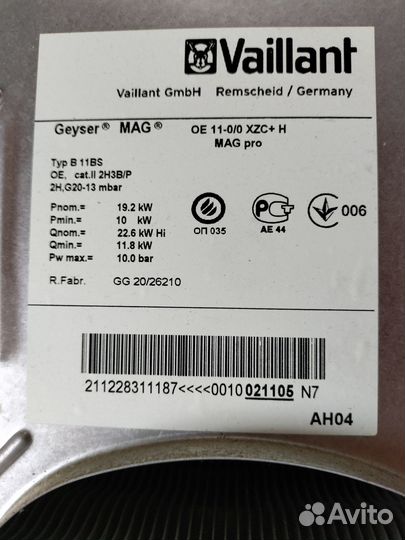 Vaillant
Vaillant GmbH Remscheid / Germany
Geyser® MAG® OE 11-0/0 XZC+ H
MAG pro
Typ B 11BS
OE, cat.II 2H3B/P
2H,G20-13 mbar
Pnom.= 19.2 kW
Pmin.= 10 kW
Qnom.= 22.6 kW Hi
Qmin.= 11.8 kW
Pw max.= 10.0 bar
ОП 035
РСТ
АЕ 44
006
R.Fabr. GG 20/26210
211228311187<<<<0010021105 N7
AH04
Avito